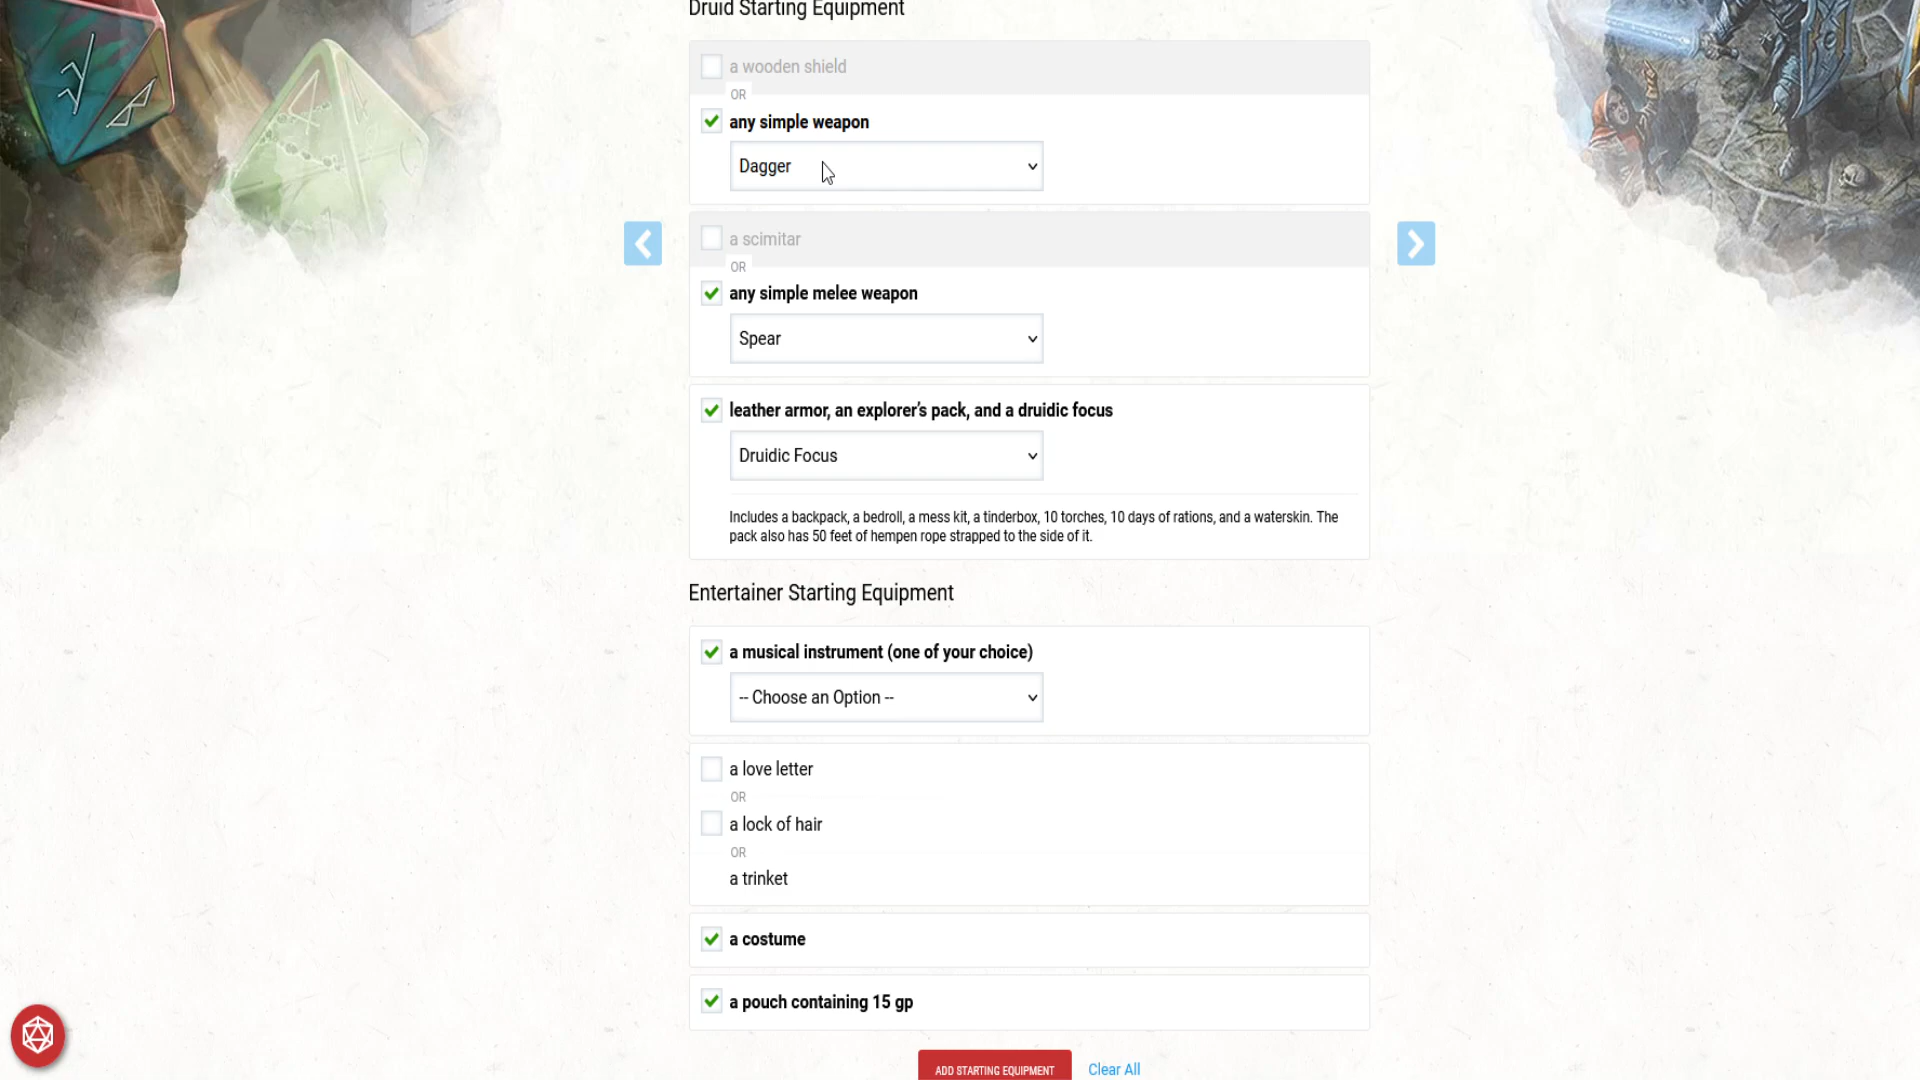 Druid Starting Equipment
a wooden shield
OR
any simple weapon
Dagger
a scimitar
OR
any simple melee weapon
Spear
leather armor, an explorer's pack, and a druidic focus
Druidic Focus
Includes a backpack, a bedroll, a mess kit, a tinderbox, 10 torches, 10 days of rations, and a waterskin. The
pack also has 50 feet of hempen rope strapped to the side of it.
Entertainer Starting Equipment
a musical instrument (one of your choice)
-- Choose an Option --
a love letter
OR
a lock of hair
OR
a trinket
a costume
a pouch containing 15 gp
ADD STARTING EQUIPMENT Clear All